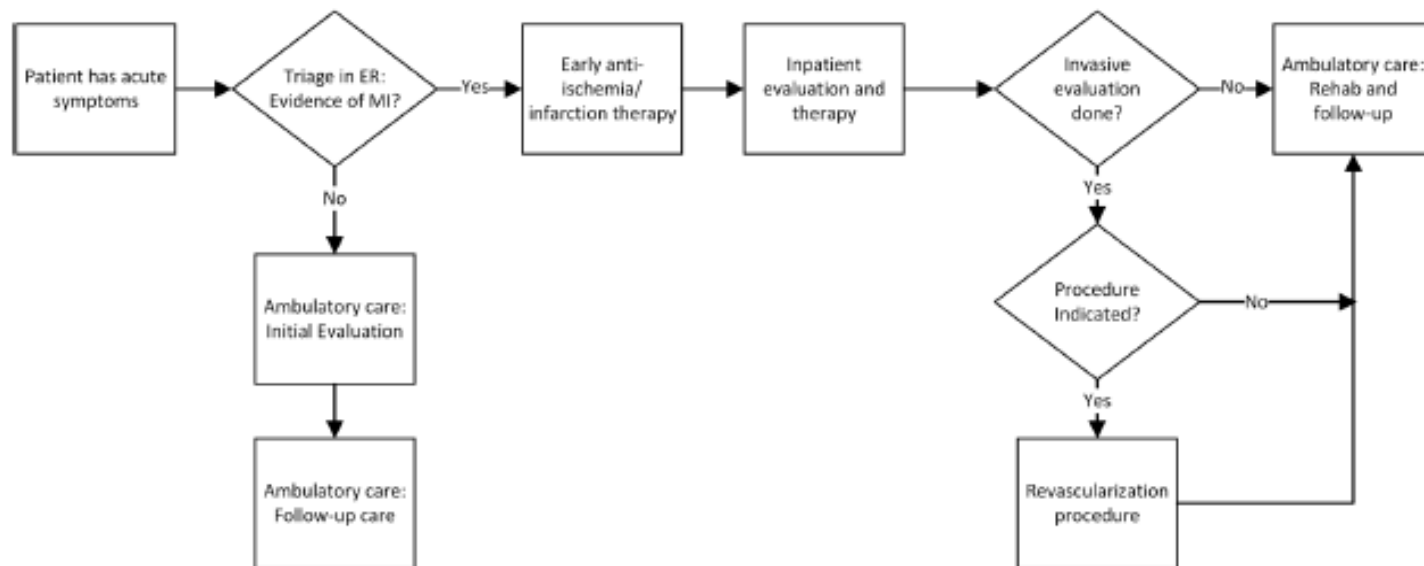 Patient has acute
symptoms
Triage in ER:
Evidence of MI?
Yes
Early anti-
ischemia/
infarction therapy
Inpatient
evaluation and
therapy
Invasive
evaluation
done?
No
Ambulatory care:
Rehab and
follow-up
No
Yes
Ambulatory care:
Initial Evaluation
Procedure
Indicated?
No
Yes
Ambulatory care:
Follow-up care
Revascularization
procedure